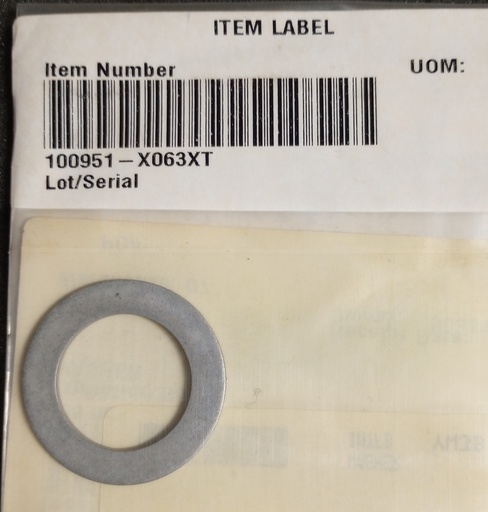 ITEM LABEL
Item Number
UOM:
100951-X063XT
Lot/Serial